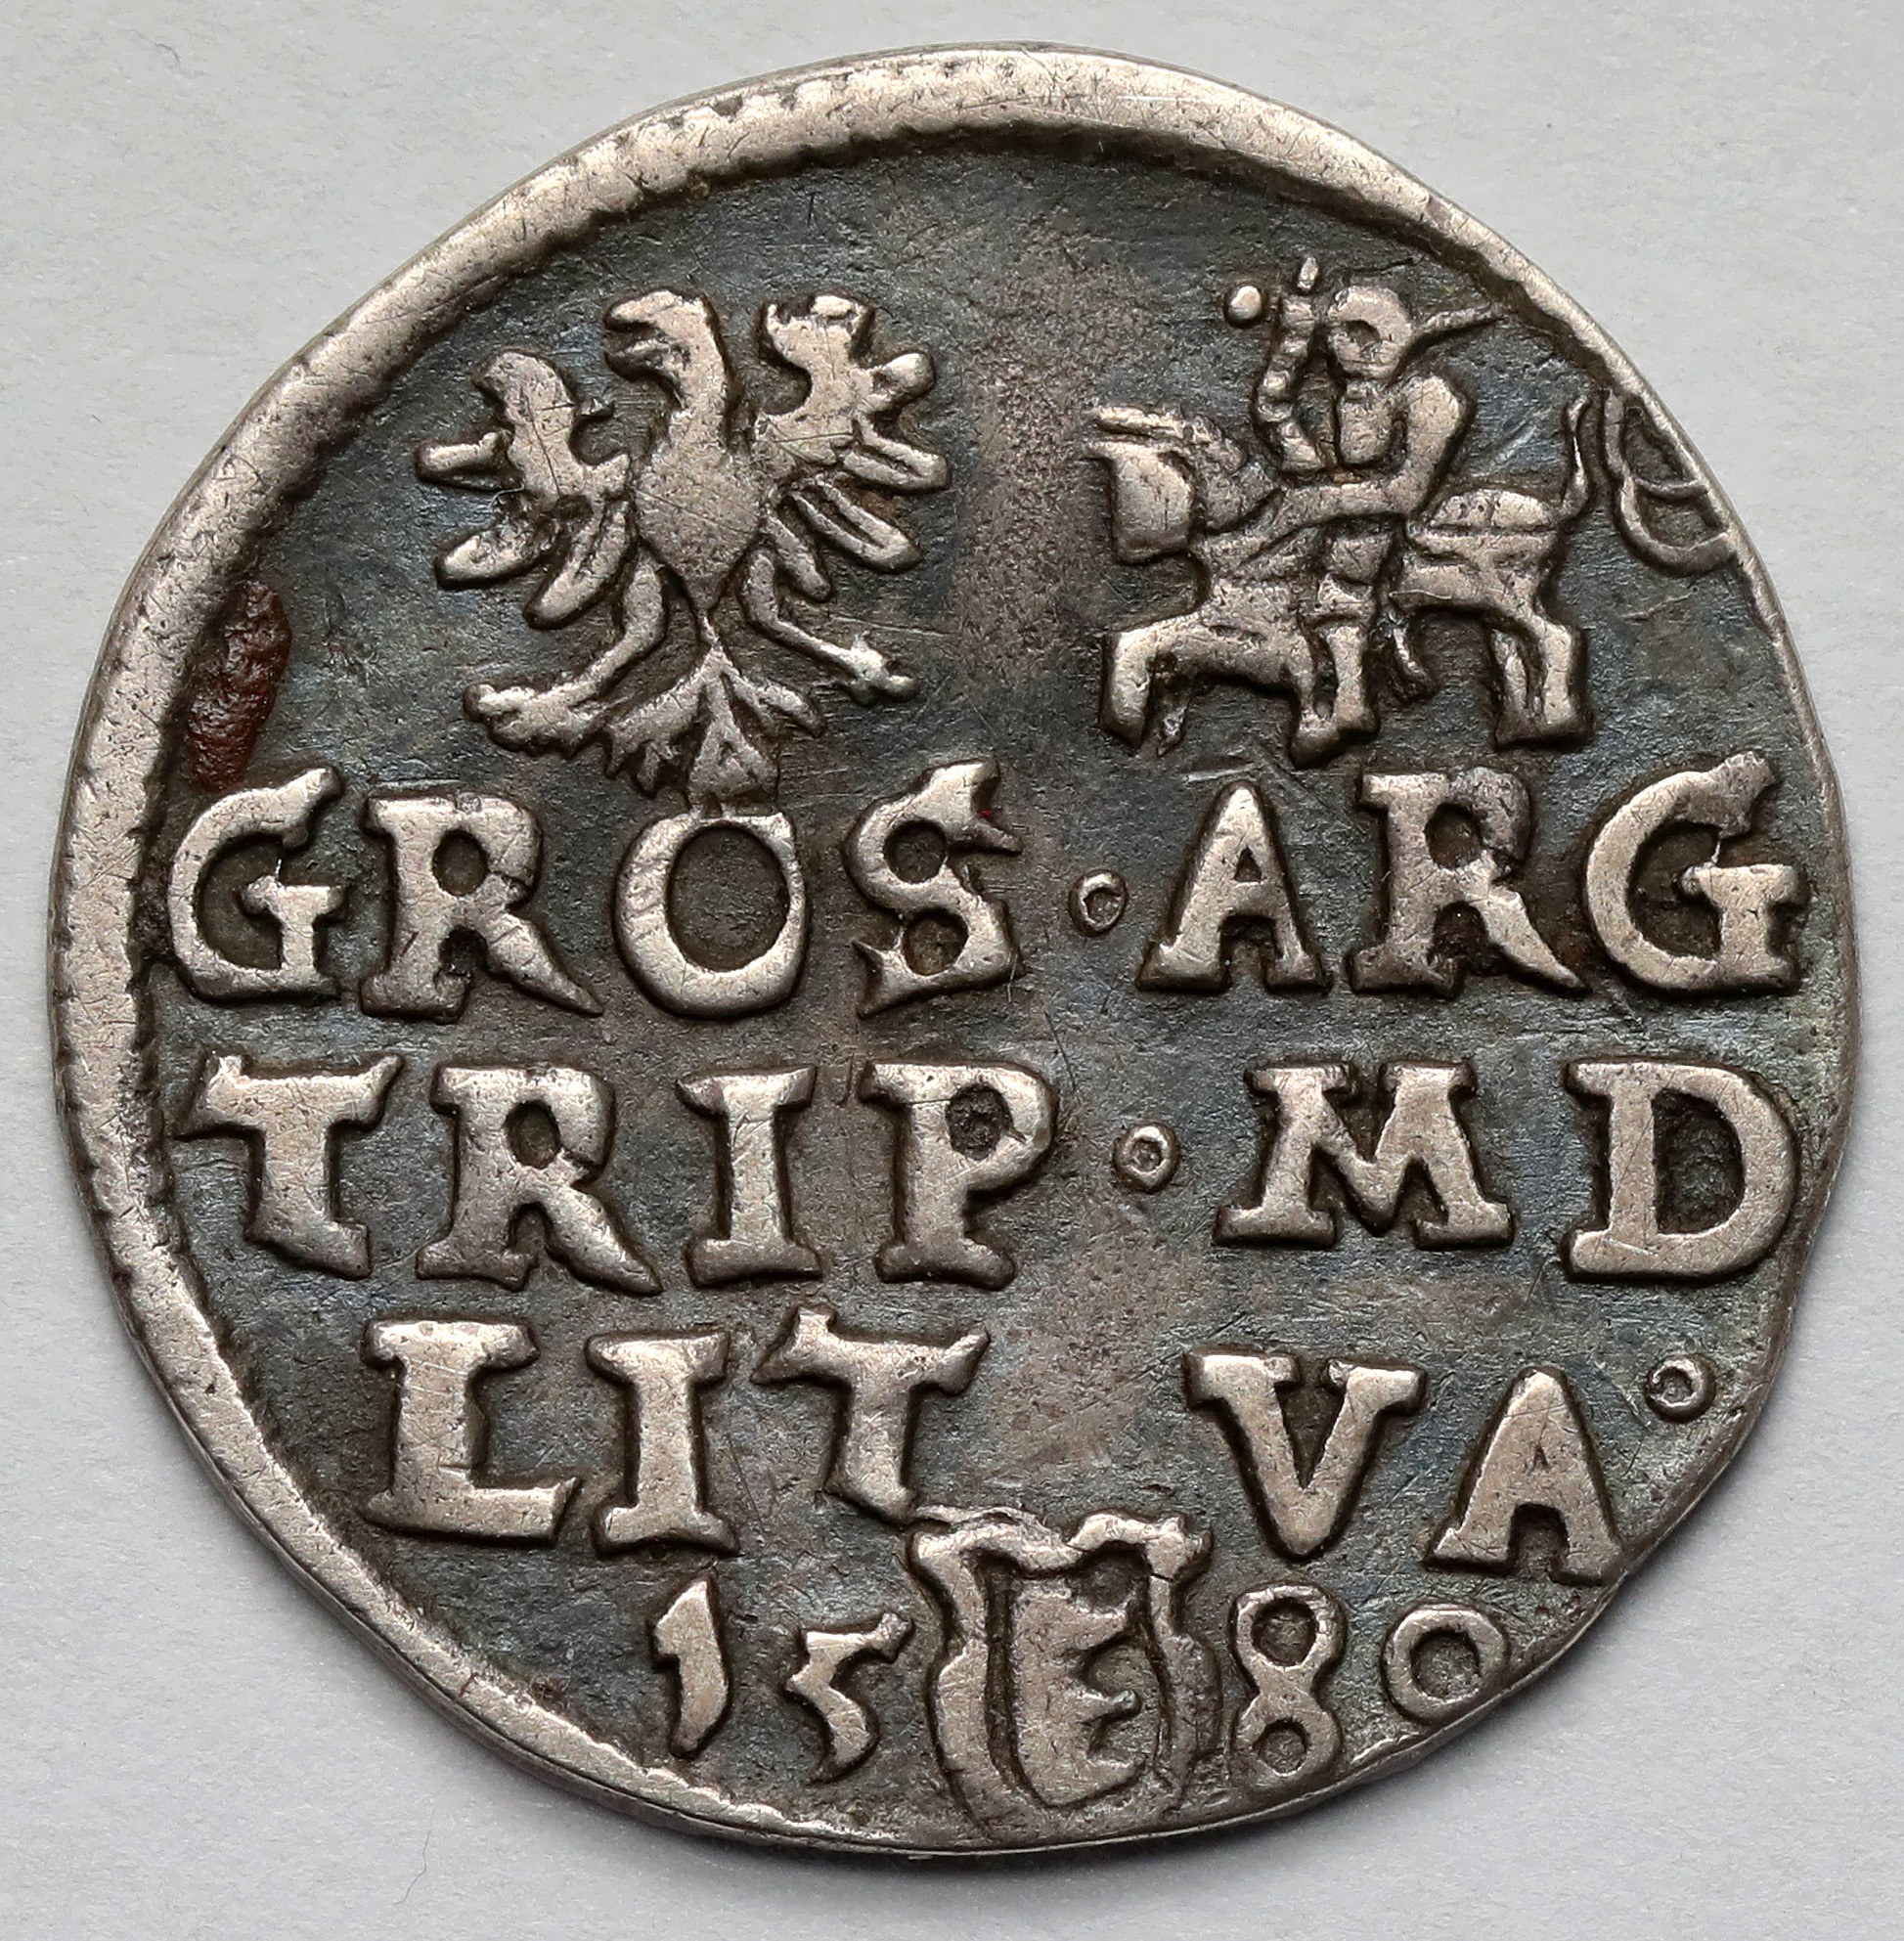 GROS · ARG
TRIP · MD
LIT VA ·
15 80